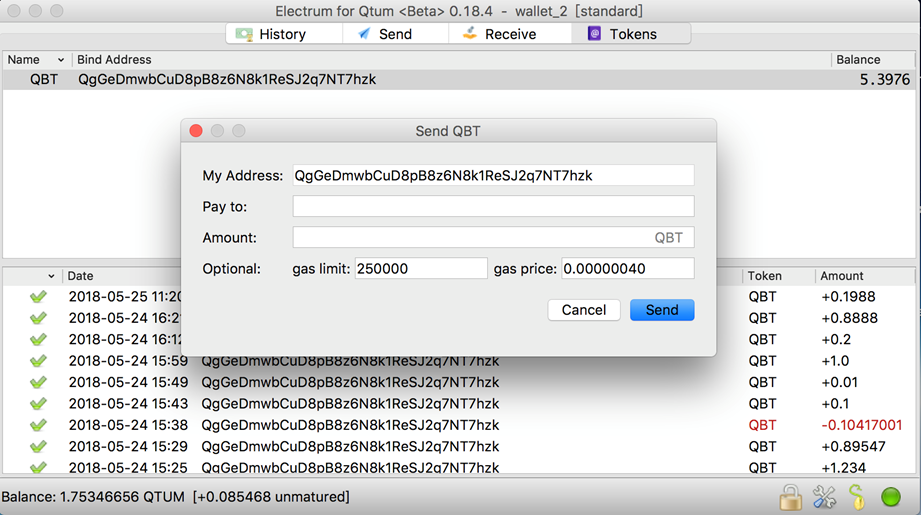 Electrum for Qtum <Beta> 0.18.4 - wallet_2 [standard]
History Send Receive Tokens
Name Bind Address Balance
QBT QgGeDmwbCuD8pB8z6N8k1ReSJ2q7NT7hzk 5.3976
Send QBT
My Address: QgGeDmwbCuD8pB8z6N8k1ReSJ2q7NT7hzk
Pay to:
Amount: QBT
Optional: gas limit: 250000 gas price: 0.00000040
Cancel Send
Date Token Amount
2018-05-25 11:20 QBT +0.1988
2018-05-24 16:2 QBT +0.8888
2018-05-24 16:12 QBT +0.2
2018-05-24 15:59 QgGeDmwbCuD8pB8z6N8k1ReSJ2q7NT7hzk QBT +1.0
2018-05-24 15:49 QgGeDmwbCuD8pB8z6N8k1ReSJ2q7NT7hzk QBT +0.01
2018-05-24 15:43 QgGeDmwbCuD8pB8z6N8k1ReSJ2q7NT7hzk QBT +0.1
2018-05-24 15:38 QgGeDmwbCuD8pB8z6N8k1ReSJ2q7NT7hzk QBT -0.10417001
2018-05-24 15:29 QgGeDmwbCuD8pB8z6N8k1ReSJ2q7NT7hzk QBT +0.89547
2018-05-24 15:25 QgGeDmwbCuD8pB8z6N8k1ReSJ2q7NT7hzk QBT +1.234
Balance: 1.75346656 QTUM [+0.085468 unmatured]